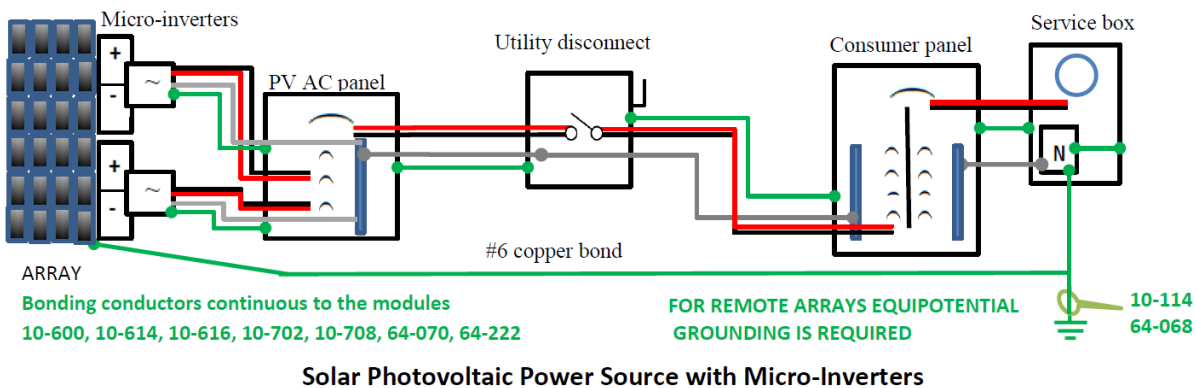 Micro-inverters
Service box
Utility disconnect
Consumer panel
PV AC panel
+
-
~
+
-
~
N
#6 copper bond
ARRAY
Bonding conductors continuous to the modules
10-600, 10-614, 10-616, 10-702, 10-708, 64-070, 64-222
FOR REMOTE ARRAYS EQUIPOTENTIAL
GROUNDING IS REQUIRED
10-114
64-068
Solar Photovoltaic Power Source with Micro-Inverters